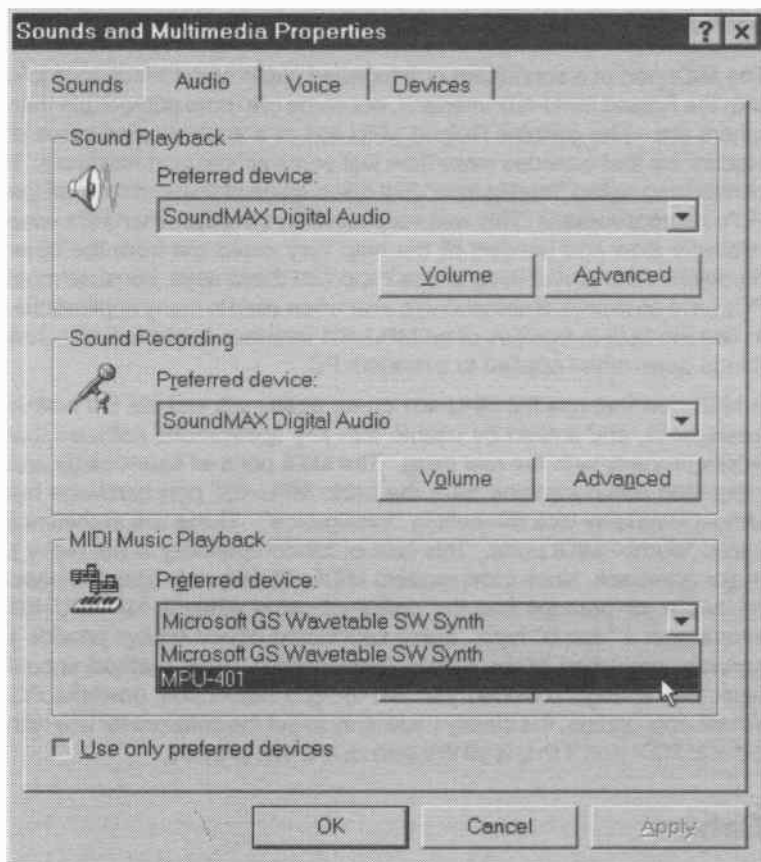 Sounds and Multimedia Properties
Sounds Audio Voice Devices
Sound Playback
Preferred device:
SoundMAX Digital Audio
Volume Advanced
Sound Recording
Preferred device:
SoundMAX Digital Audio
Volume Advanced
MIDI Music Playback
Preferred device:
Microsoft GS Wavetable SW Synth
Microsoft GS Wavetable SW Synth
MPU-401
Use only preferred devices
OK Cancel Apply